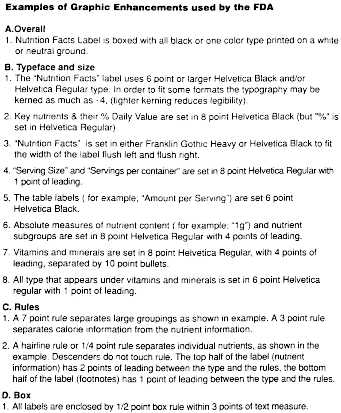 Examples of Graphic Enhancements used by the FDA
A.Overall
1. Nutrition Facts Label is boxed with all black or one color type printed on a white
or neutral ground.
B. Typeface and size
1. The "Nutrition Facts" label uses 6 point or larger Helvetica Black and/or
Helvetica Regular type. In order to fit some formats the typography may be
kerned as much as -4, (tighter kerning reduces legibility).
2. Key nutrients & their % Daily Value are set in 8 point Helvetica Black (but "%" is
set in Helvetica Regular).
3. "Nutrition Facts" is set in either Franklin Gothic Heavy or Helvetica Black to fit
the width of the label flush left and flush right.
4. "Serving Size" and "Servings per container" are set in 8 point Helvetica Regular with
1 point of leading.
5. The table labels ( for example; "Amount per Serving") are set 6 point
Helvetica Black.
6. Absolute measures of nutrient content ( for example; "1g") and nutrient
subgroups are set in 8 point Helvetica Regular with 4 points of leading.
7. Vitamins and minerals are set in 8 point Helvetica Regular, with 4 points of
leading, separated by 10 point bullets.
8. All type that appears under vitamins and minerals is set in 6 point Helvetica
regular with 1 point of leading.
C. Rules
1. A 7 point rule separates large groupings as shown in example. A 3 point rule
separates calorie information from the nutrient information.
2. A hairline rule or 1/4 point rule separates individual nutrients, as shown in the
example. Descenders do not touch rule. The top half of the label (nutrient
information) has 2 points of leading between the type and the rules, the bottom
half of the label (footnotes) has 1 point of leading between the type and the rules.
D. Box
1. All labels are enclosed by 1/2 point box rule within 3 points of text measure.